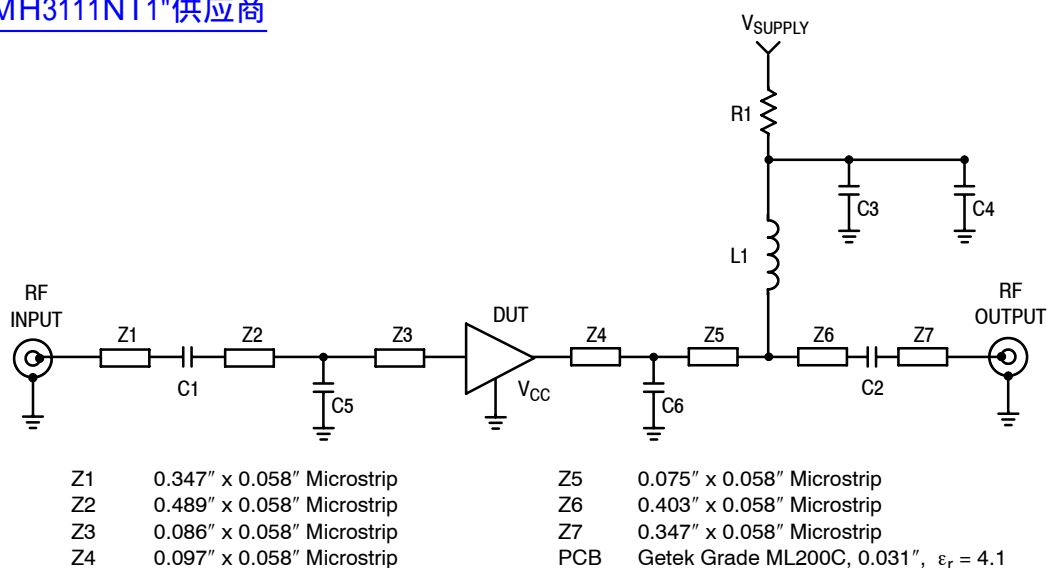 MH3111NT1"供应商
VSUPPLY
R1
C3
C4
L1
RF
INPUT
RF
OUTPUT
DUT
Z1
Z2
Z3
Z4
Z5
Z6
Z7
C1
C5
VCC
C6
C2
Z1 0.347″ x 0.058″ Microstrip
Z2 0.489″ x 0.058″ Microstrip
Z3 0.086″ x 0.058″ Microstrip
Z4 0.097″ x 0.058″ Microstrip
Z5 0.075″ x 0.058″ Microstrip
Z6 0.403″ x 0.058″ Microstrip
Z7 0.347″ x 0.058″ Microstrip
PCB Getek Grade ML200C, 0.031″, εr = 4.1